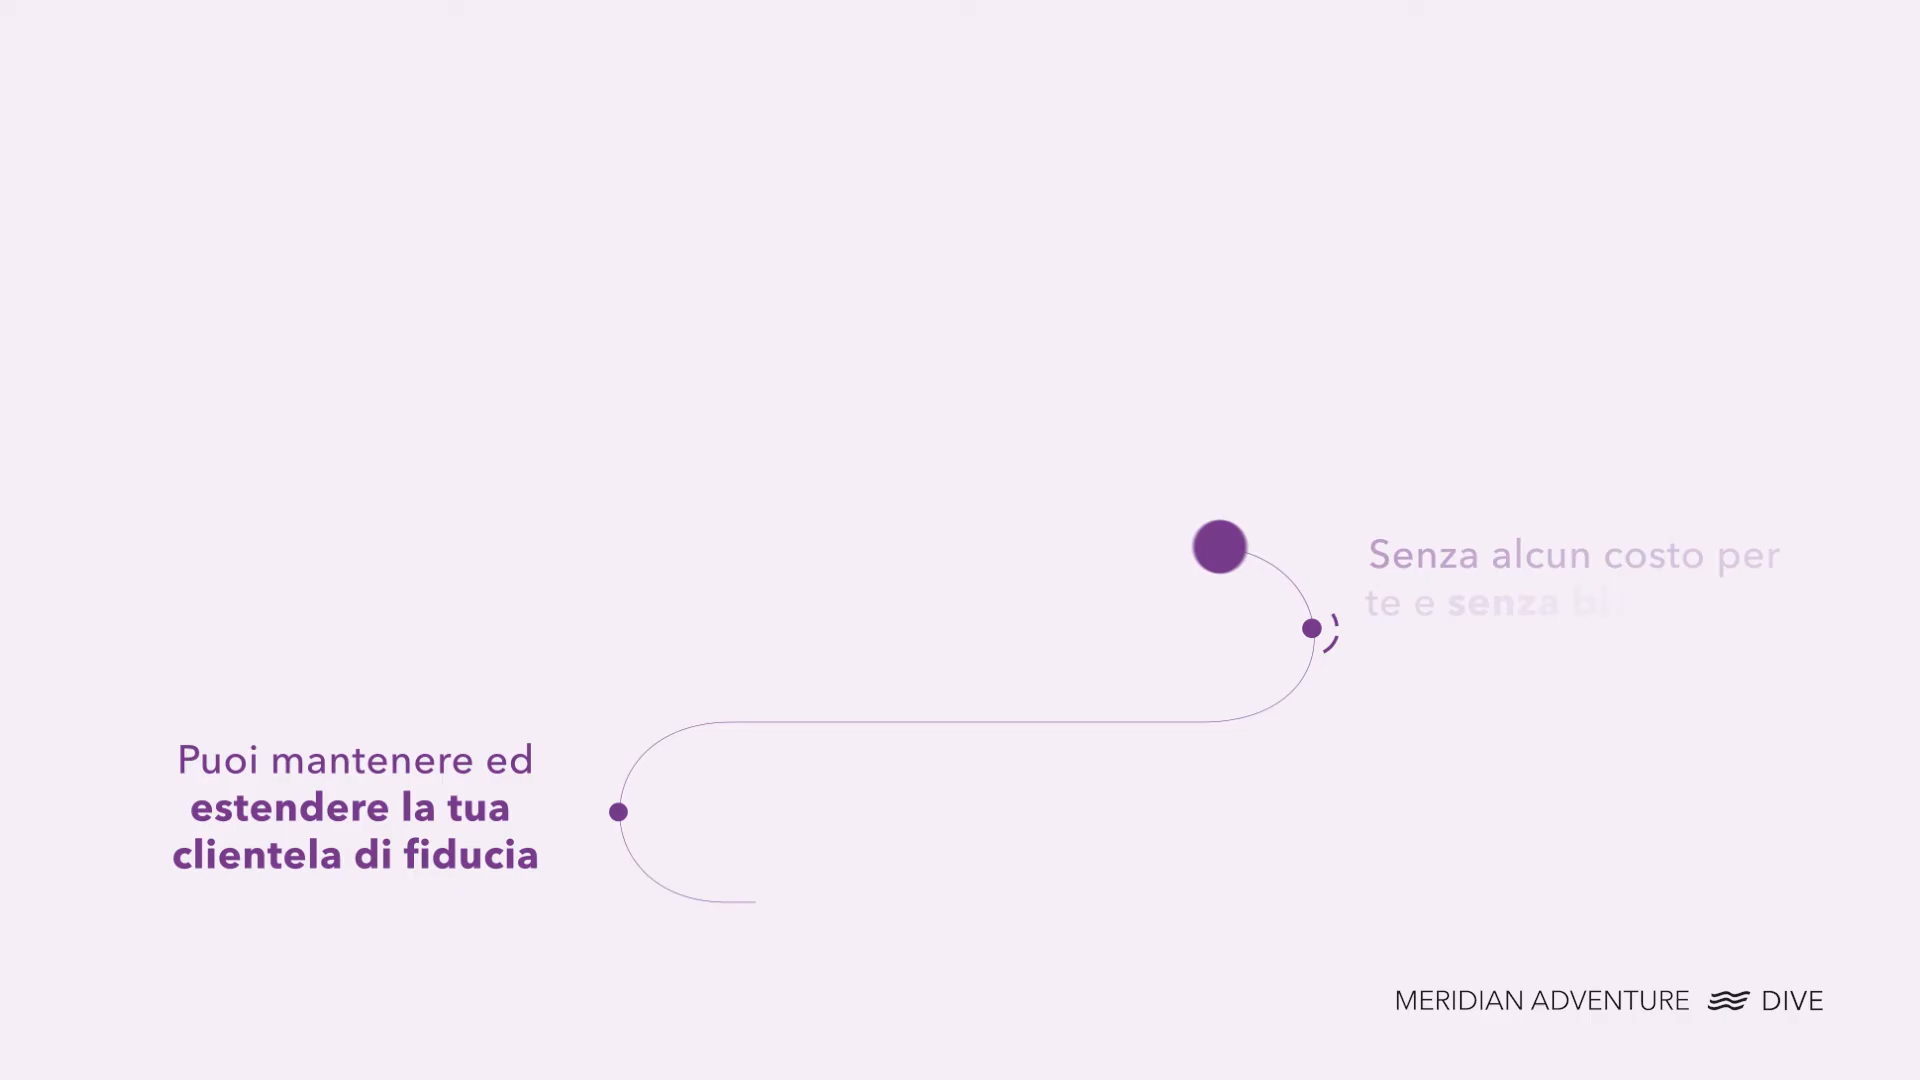 Senza alcun costo per
te e senza
Puoi mantenere ed
estendere la tua
clientela di fiducia
MERIDIAN ADVENTURE DIVE